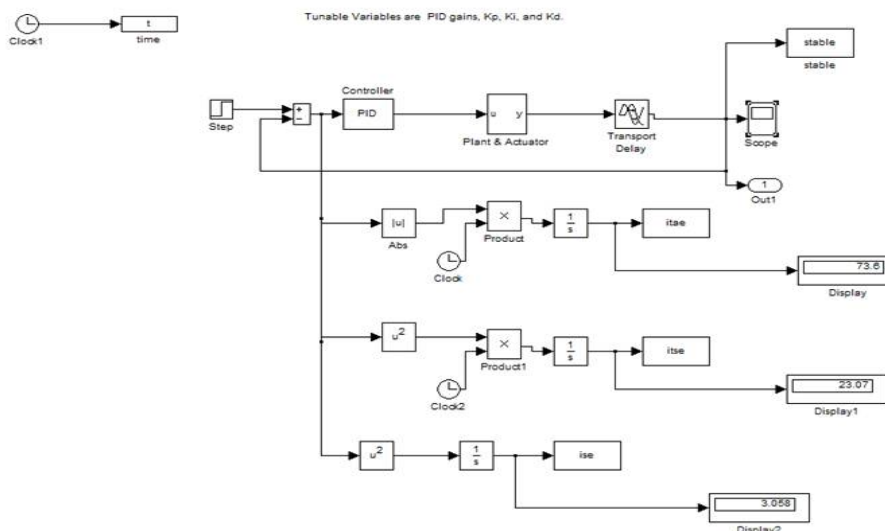 Tunable Variables are PID gains, Kp, Ki, and Kd.
t
Clock1
time
stable
stable
Controller
Step
+
−
PID
u y
Plant & Actuator
Transport
Delay
Scope
1
Out1
|u|
Abs
×
Product
1
s
itae
Clock
73.6
Display
u²
×
Product1
1
s
itse
Clock2
23.07
Display1
u²
1
s
ise
3.058
Display2